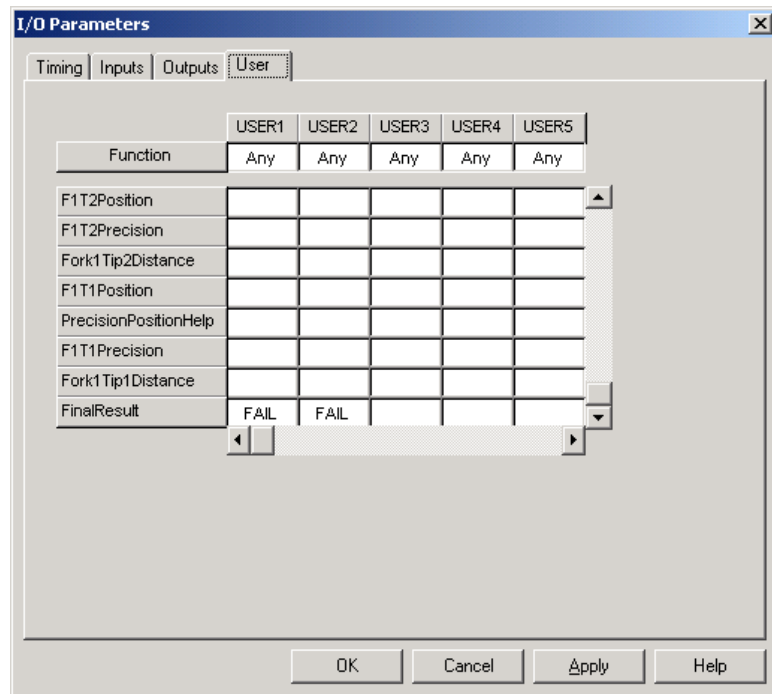 I/O Parameters
Timing Inputs Outputs User
USER1 USER2 USER3 USER4 USER5
Function Any Any Any Any Any
F1T2Position
F1T2Precision
Fork1Tip2Distance
F1T1Position
PrecisionPositionHelp
F1T1Precision
Fork1Tip1Distance
FinalResult FAIL FAIL
OK Cancel Apply Help